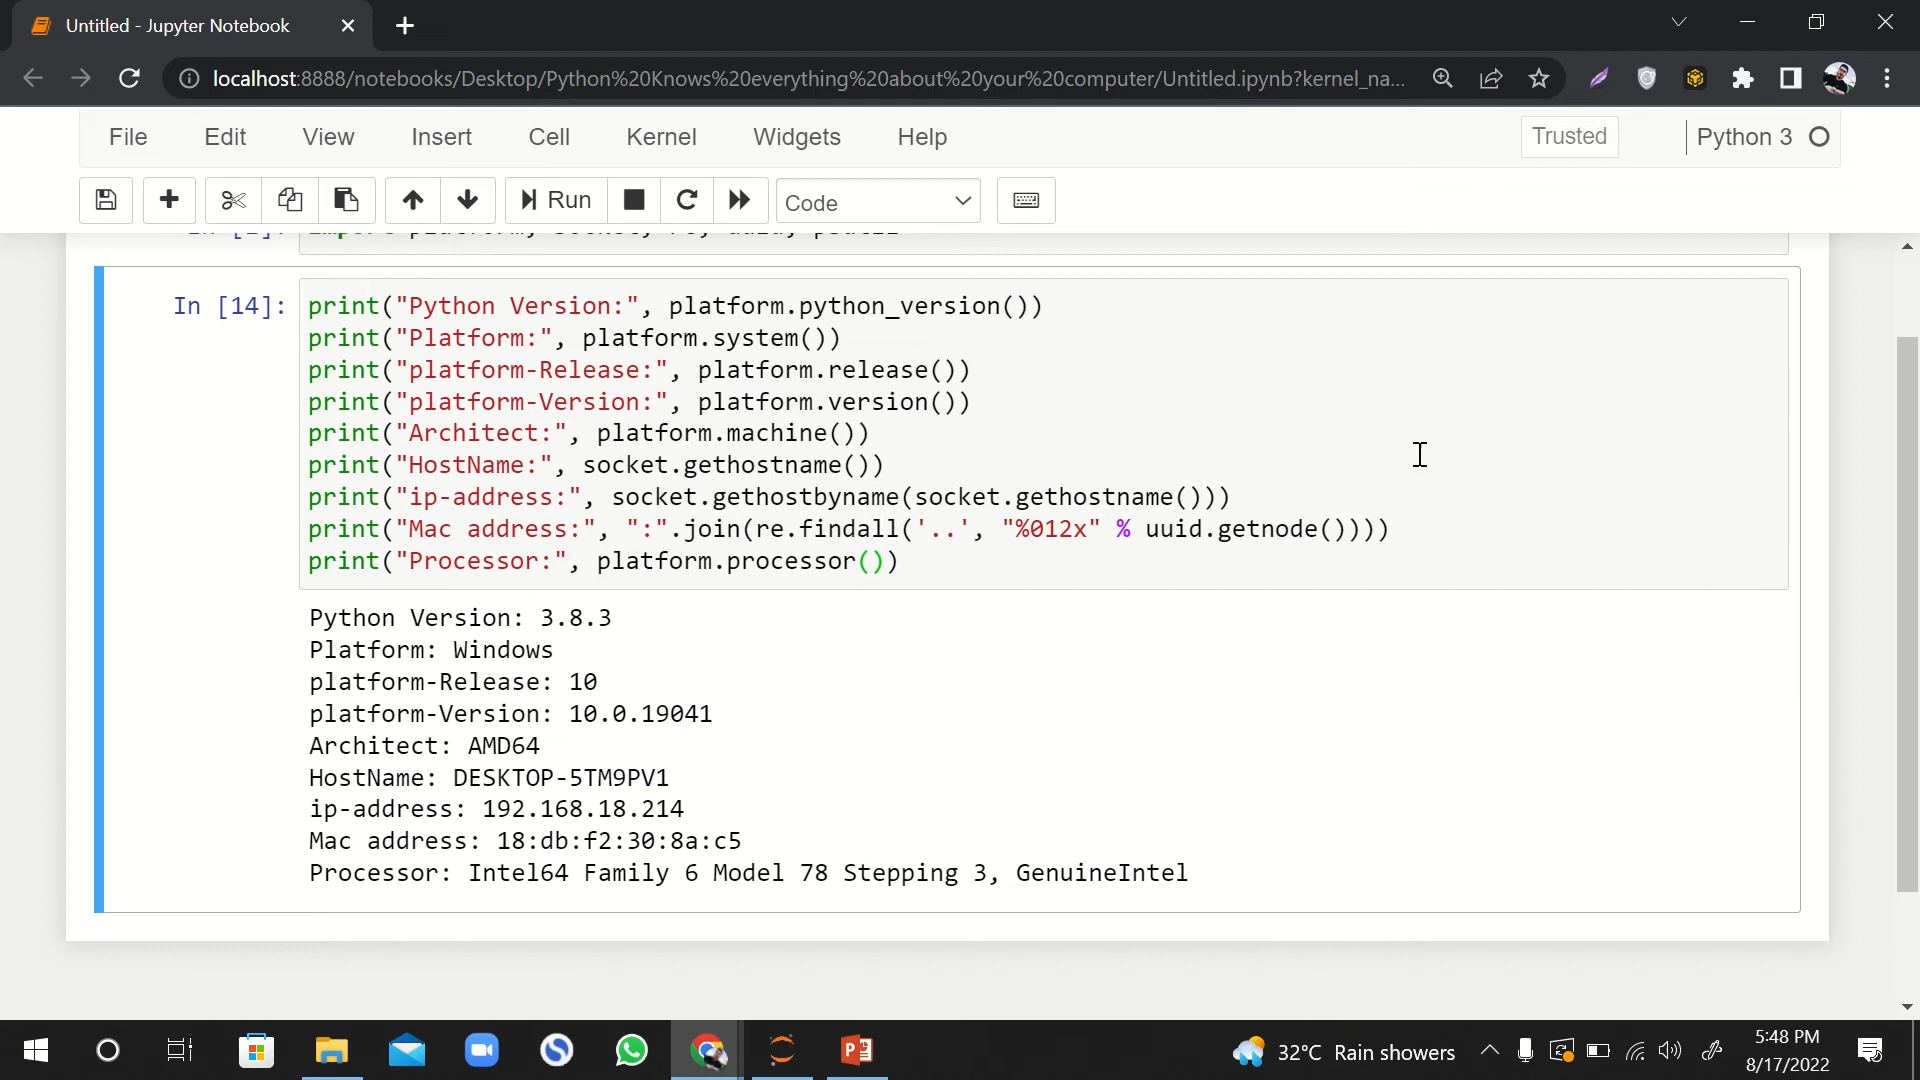 Untitled - Jupyter Notebook
localhost:8888/notebooks/Desktop/Python%20Knows%20everything%20about%20your%20computer/Untitled.ipynb?kernel_na...
File Edit View Insert Cell Kernel Widgets Help Trusted Python 3
Run Code
In [14]: print("Python Version:", platform.python_version())
print("Platform:", platform.system())
print("platform-Release:", platform.release())
print("platform-Version:", platform.version())
print("Architect:", platform.machine())
print("HostName:", socket.gethostname())
print("ip-address:", socket.gethostbyname(socket.gethostname()))
print("Mac address:", ":".join(re.findall('..', "%012x" % uuid.getnode())))
print("Processor:", platform.processor())
Python Version: 3.8.3
Platform: Windows
platform-Release: 10
platform-Version: 10.0.19041
Architect: AMD64
HostName: DESKTOP-5TM9PV1
ip-address: 192.168.18.214
Mac address: 18:db:f2:30:8a:c5
Processor: Intel64 Family 6 Model 78 Stepping 3, GenuineIntel
32°C Rain showers
5:48 PM
8/17/2022